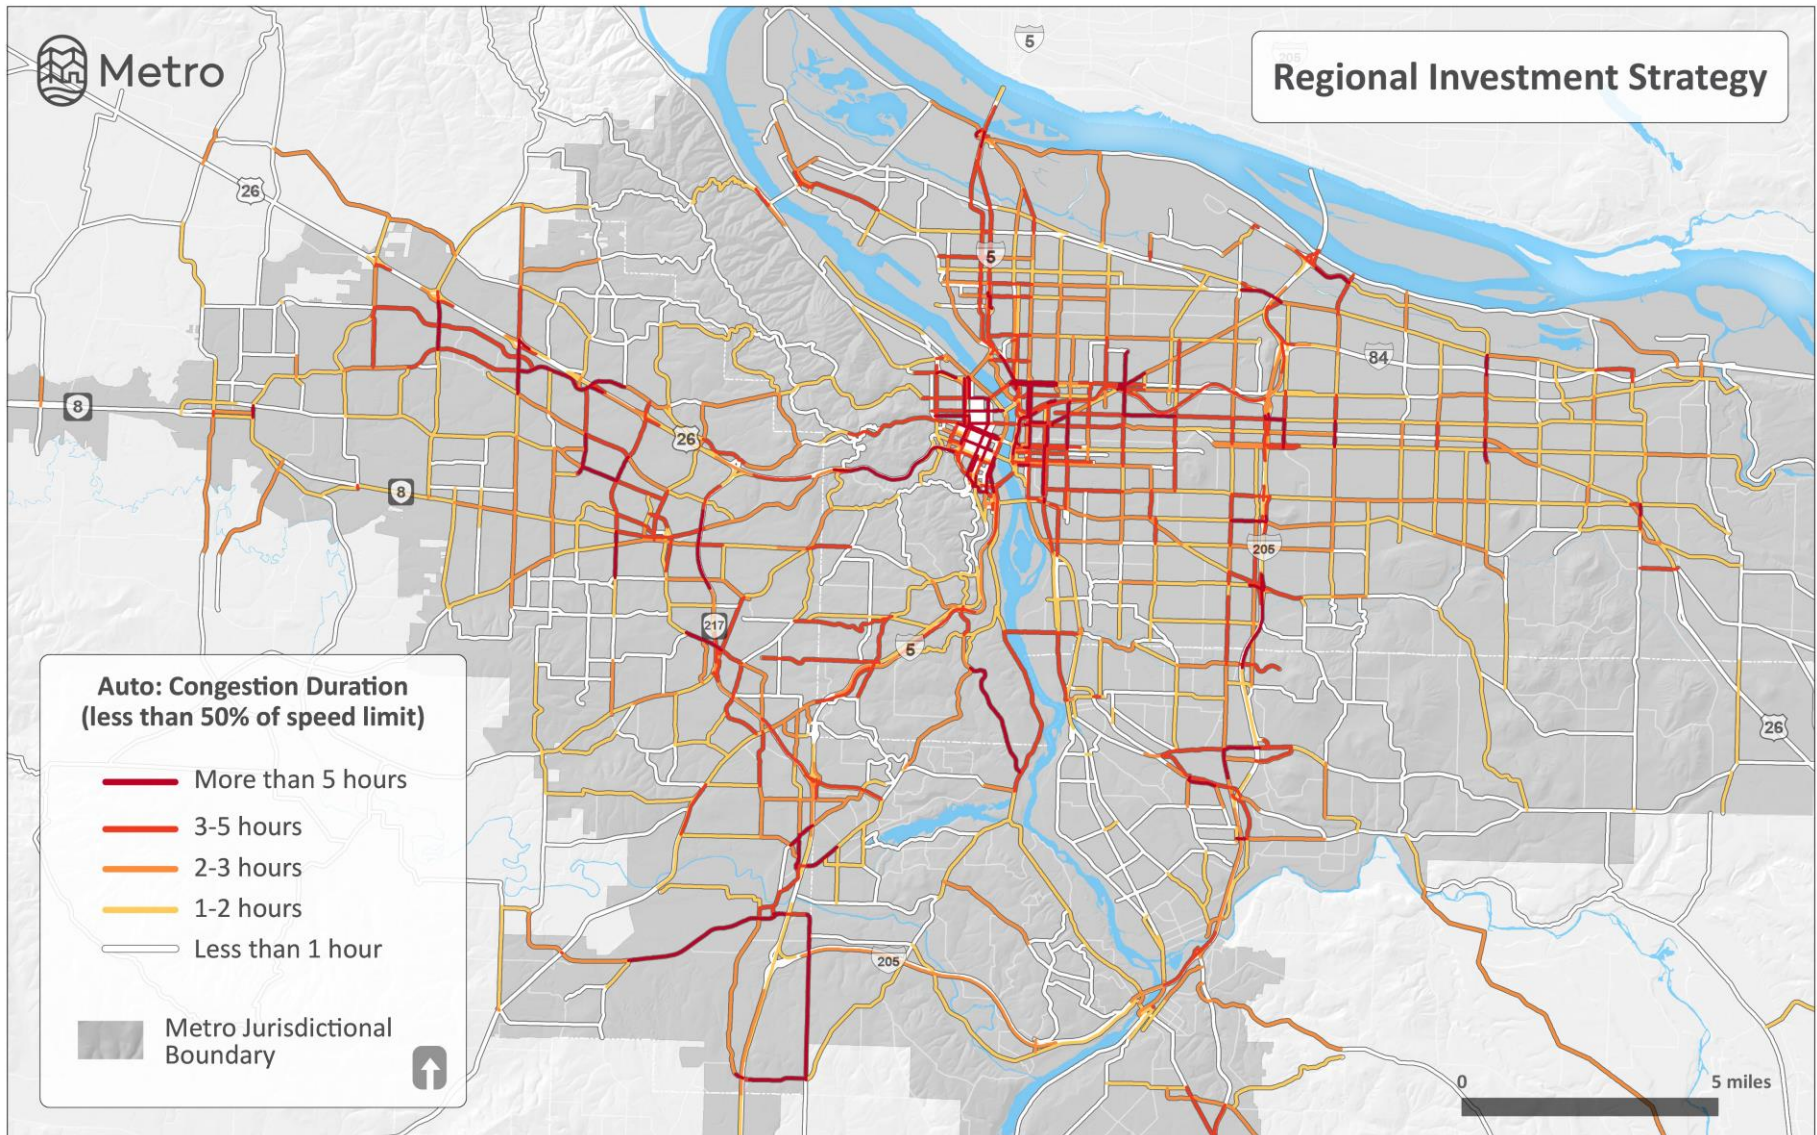 Metro
Regional Investment Strategy
5
205
26
5
84
8
26
8
205
217
5
26
205
Auto: Congestion Duration
(less than 50% of speed limit)
More than 5 hours
3-5 hours
2-3 hours
1-2 hours
Less than 1 hour
Metro Jurisdictional
Boundary
0
5 miles